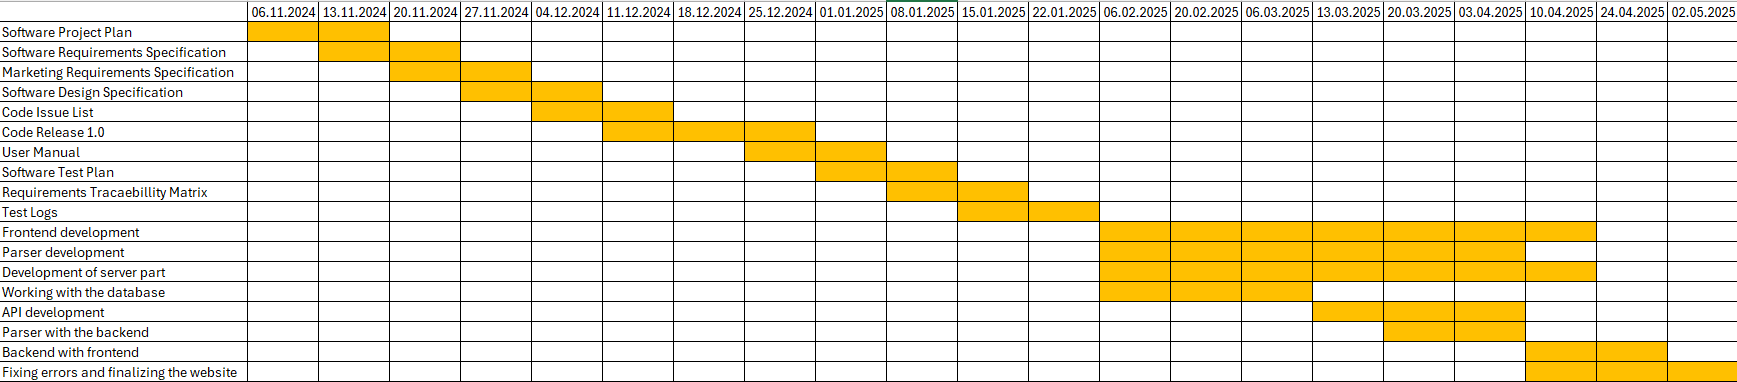 06.11.2024 13.11.2024 20.11.2024 27.11.2024 04.12.2024 11.12.2024 18.12.2024 25.12.2024 01.01.2025 08.01.2025 15.01.2025 22.01.2025 06.02.2025 20.02.2025 06.03.2025 13.03.2025 20.03.2025 03.04.2025 10.04.2025 24.04.2025 02.05.2025
Software Project Plan
Software Requirements Specification
Marketing Requirements Specification
Software Design Specification
Code Issue List
Code Release 1.0
User Manual
Software Test Plan
Requirements Tracaebillity Matrix
Test Logs
Frontend development
Parser development
Development of server part
Working with the database
API development
Parser with the backend
Backend with frontend
Fixing errors and finalizing the website